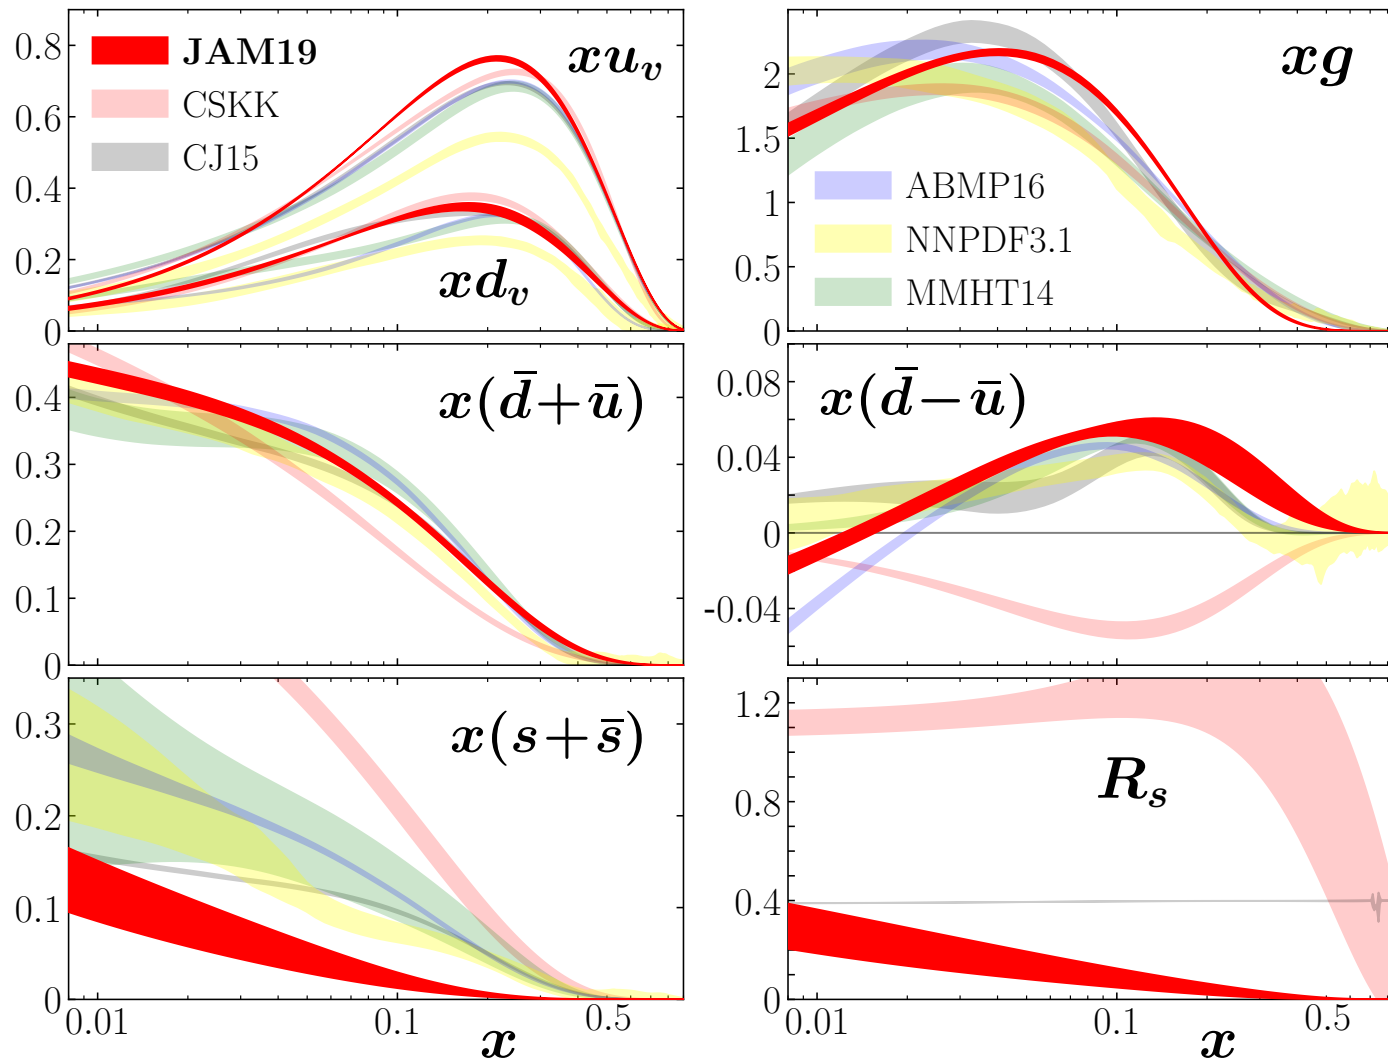 0.8
0.6
0.4
0.2
0
JAM19
CSKK
CJ15
xu_v
xd_v
2
1.5
1
0.5
0
xg
ABMP16
NNPDF3.1
MMHT14
0.4
0.3
0.2
0.1
0
x(d̄+ū)
0.08
0.04
0
-0.04
x(d̄−ū)
0.3
0.2
0.1
0
x(s+s̄)
0.01
0.1
0.5
x
1.2
0.8
0.4
0
R_s
0.01
0.1
0.5
x